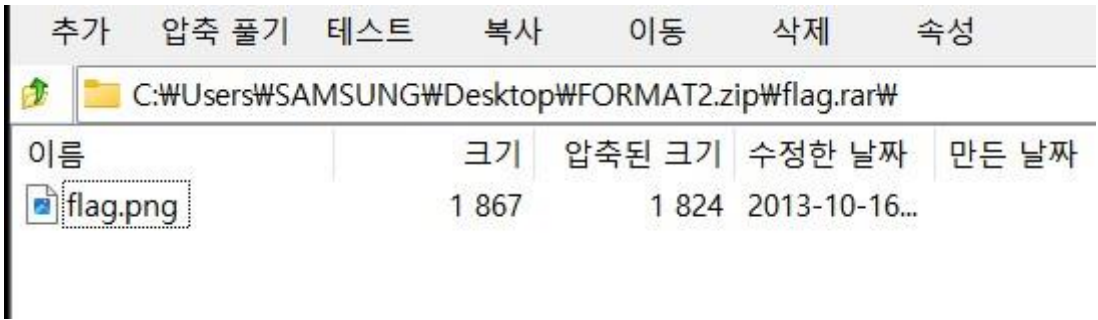 추가 압축 풀기 테스트 복사 이동 삭제 속성
C:₩Users₩SAMSUNG₩Desktop₩FORMAT2.zip₩flag.rar₩
이름 크기 압축된 크기 수정한 날짜 만든 날짜
flag.png 1 867 1 824 2013-10-16...